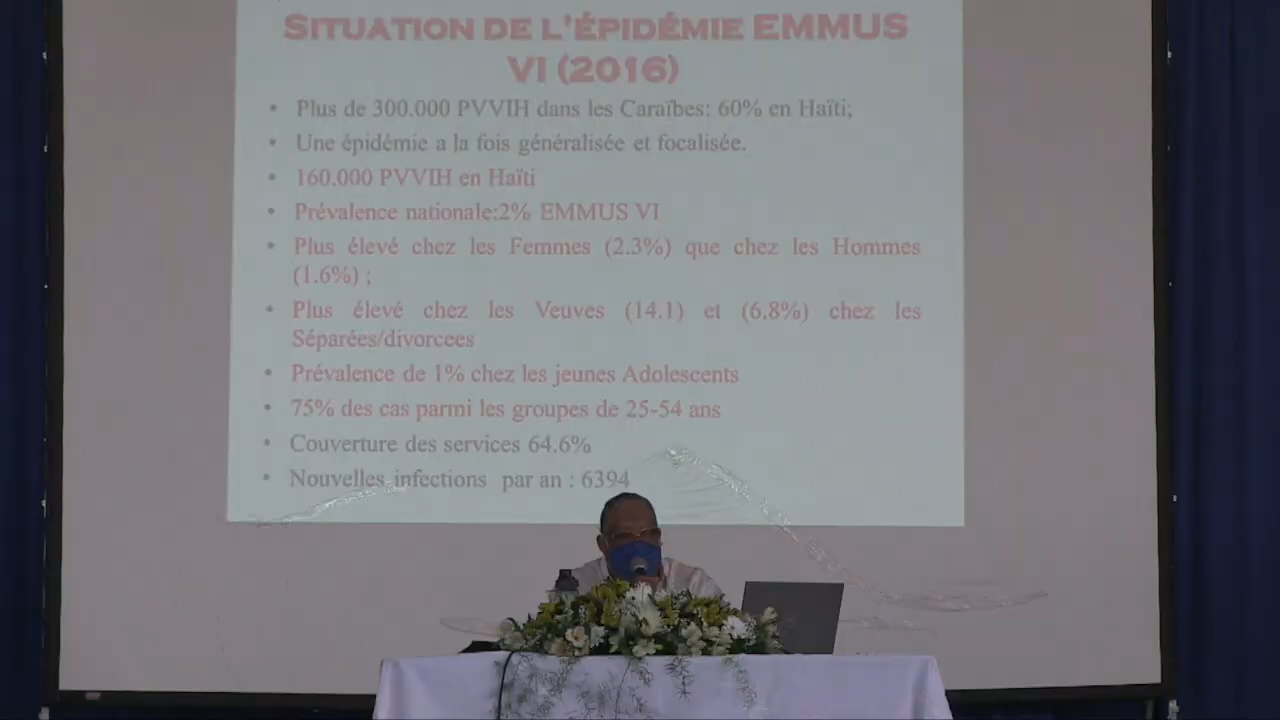 SITUATION DE L'ÉPIDÉMIE EMMUS
VI (2016)
• Plus de 300.000 PVVIH dans les Caraïbes: 60% en Haïti;
• Une épidémie a la fois généralisée et focalisée.
• 160.000 PVVIH en Haïti
• Prévalence nationale:2% EMMUS VI
• Plus élevé chez les Femmes (2.3%) que chez les Hommes
(1.6%) ;
• Plus élevé chez les Veuves (14.1) et (6.8%) chez les
Séparées/divorcees
• Prévalence de 1% chez les jeunes Adolescents
• 75% des cas parmi les groupes de 25-54 ans
• Couverture des services 64.6%
• Nouvelles infections par an : 6394